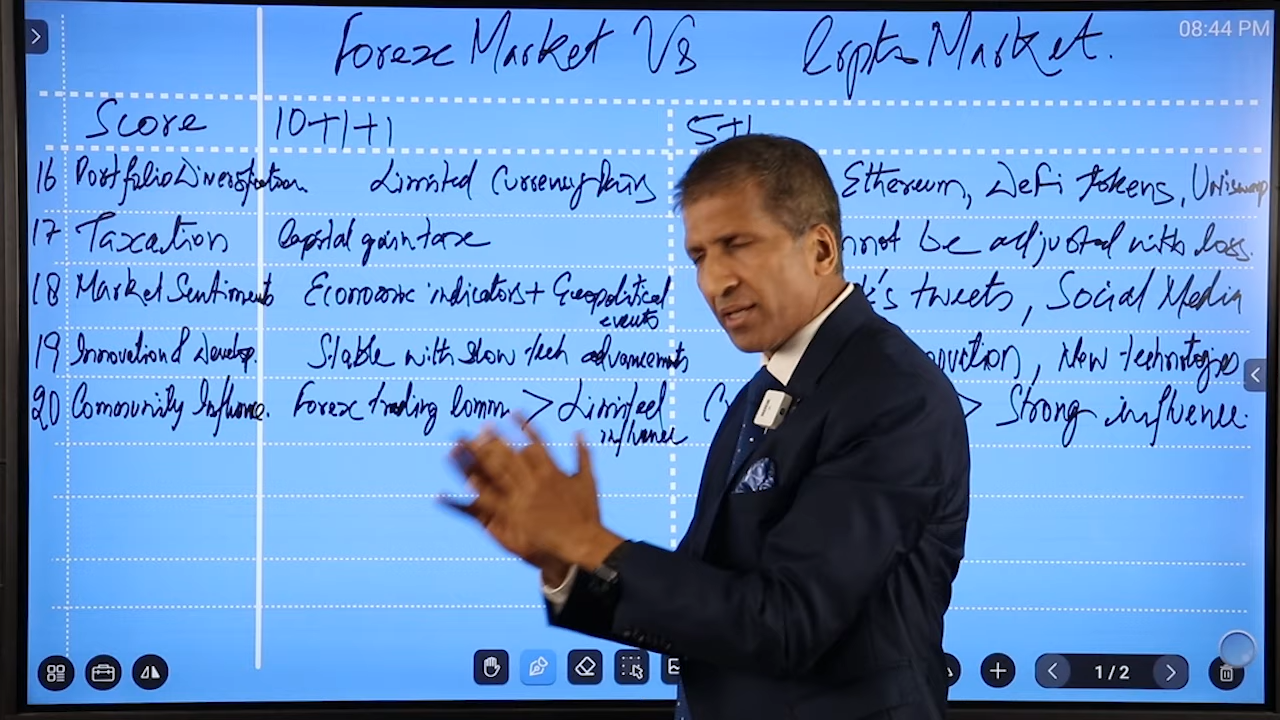 08:44 PM
Forex Market Vs Crpto Market.
Score 10+1+1 5+1
16 Portfolio Diversification Limited Currency Pairs Ethereum, DeFi tokens, Uniswap
17 Taxation Capital gain tax not be adjusted with loss.
18 Market Sentiments Economic indicators + Geopolitical events 's tweets, Social Media
19 Innovation & Develop. Stable with slow tech advancements New technologies
20 Community Influence. Forex trading Comm > Limited influence > Strong influence.
1/2